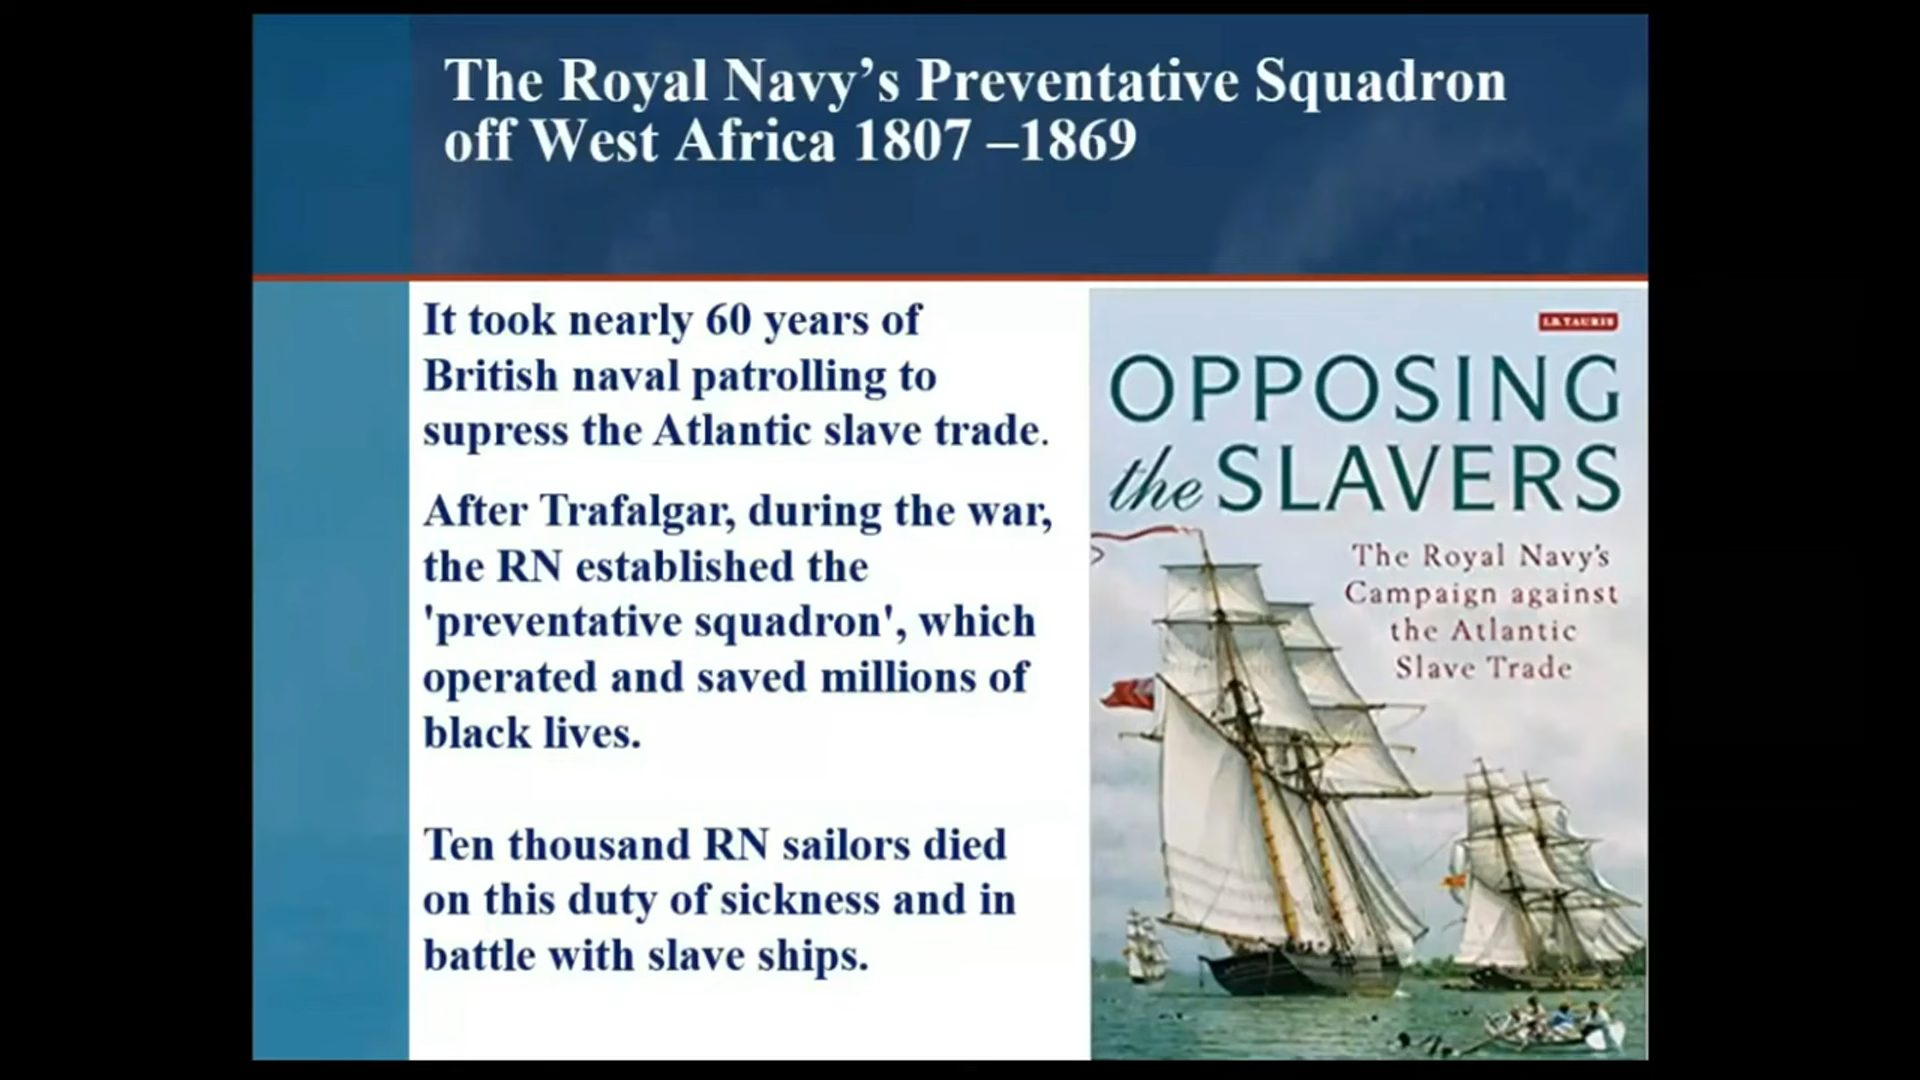 The Royal Navy’s Preventative Squadron
off West Africa 1807 –1869
It took nearly 60 years of
British naval patrolling to
supress the Atlantic slave trade.
After Trafalgar, during the war,
the RN established the
'preventative squadron', which
operated and saved millions of
black lives.
Ten thousand RN sailors died
on this duty of sickness and in
battle with slave ships.
I.B.TAURIS
OPPOSING
the SLAVERS
The Royal Navy's
Campaign against
the Atlantic
Slave Trade